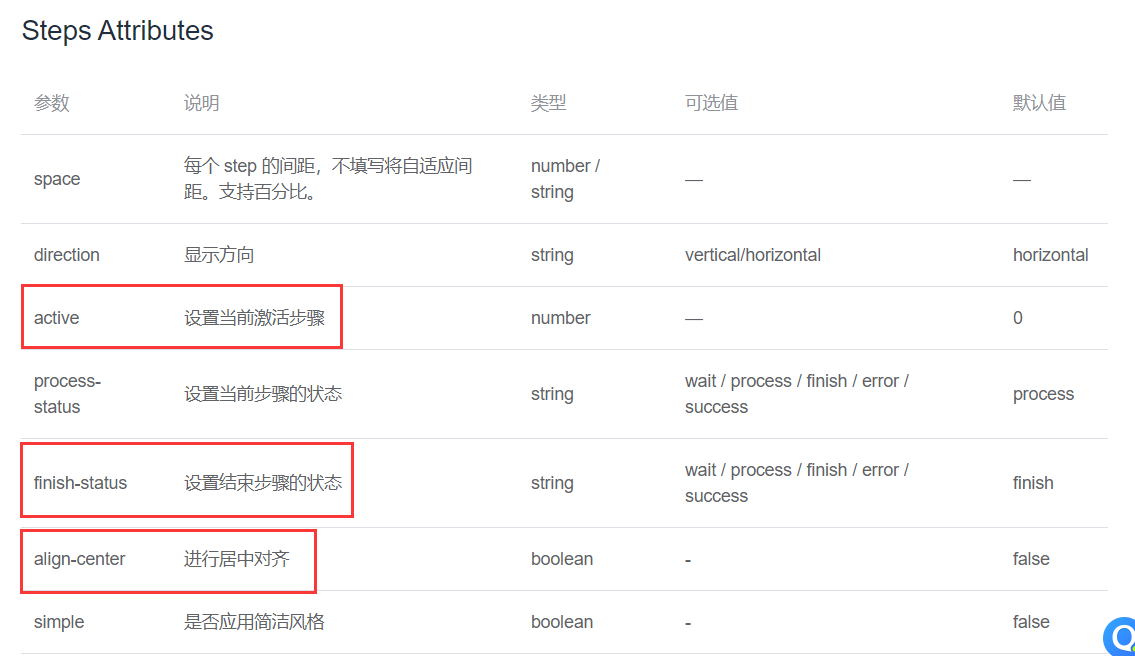 Steps Attributes
参数 说明 类型 可选值 默认值
space 每个 step 的间距，不填写将自适应间距。支持百分比。 number / string — —
direction 显示方向 string vertical/horizontal horizontal
active 设置当前激活步骤 number — 0
process-status 设置当前步骤的状态 string wait / process / finish / error / success process
finish-status 设置结束步骤的状态 string wait / process / finish / error / success finish
align-center 进行居中对齐 boolean - false
simple 是否应用简洁风格 boolean - false